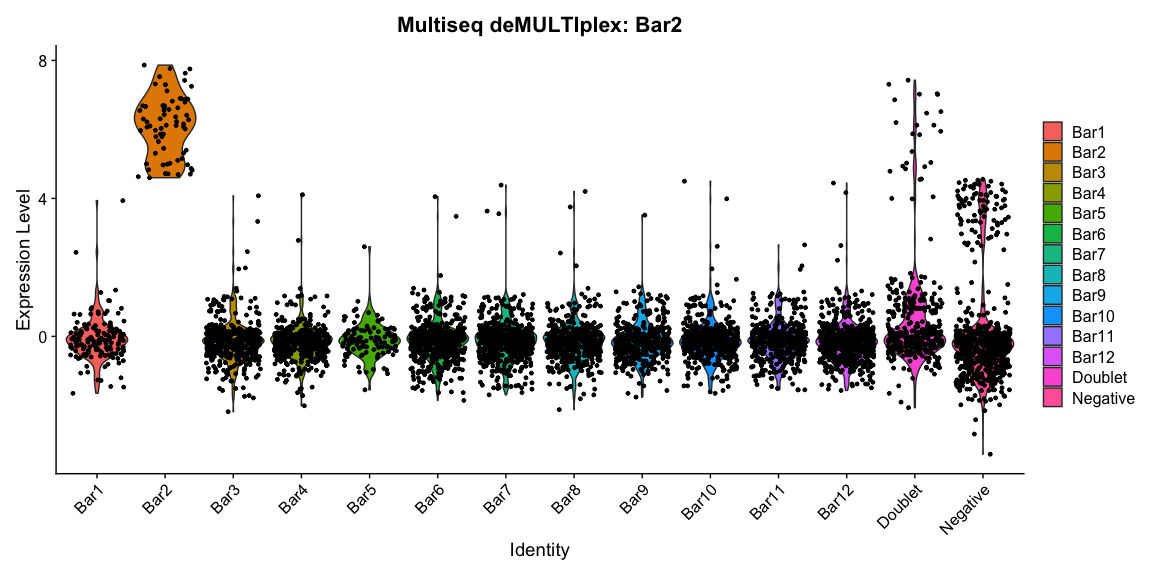 Multiseq deMULTIplex: Bar2
Expression Level
8
4
0
Bar1
Bar2
Bar3
Bar4
Bar5
Bar6
Bar7
Bar8
Bar9
Bar10
Bar11
Bar12
Doublet
Negative
Identity
Bar1
Bar2
Bar3
Bar4
Bar5
Bar6
Bar7
Bar8
Bar9
Bar10
Bar11
Bar12
Doublet
Negative